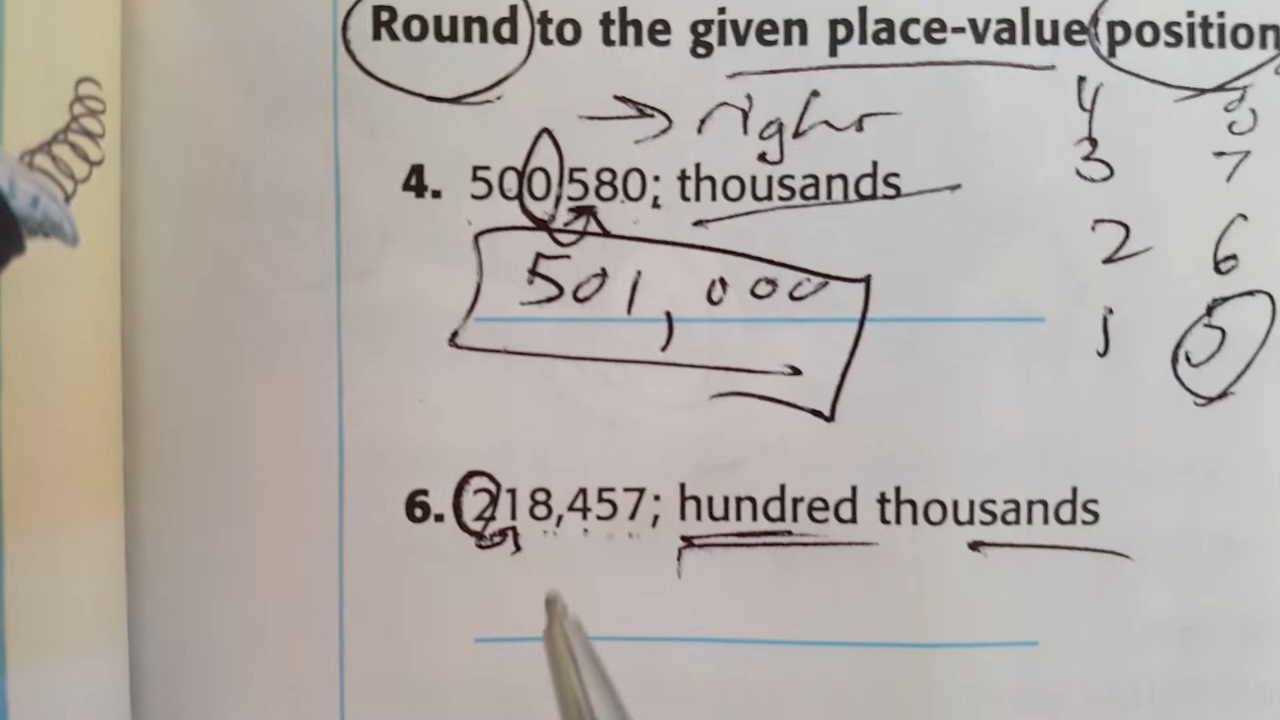 Round to the given place-value position
→ right
4. 500,580; thousands
501,000
4 8
3 7
2 6
1 5
6. 218,457; hundred thousands